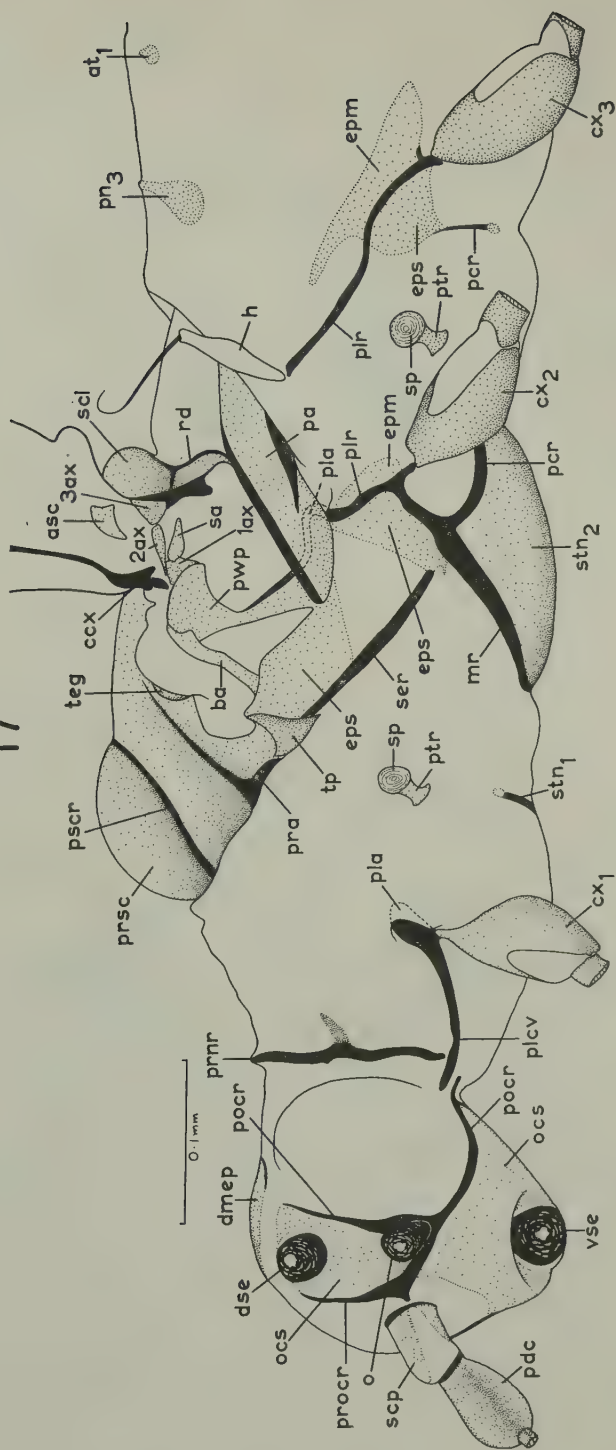 17
0·1mm
prsc
pscr
teg
ccx
asc
3ax
scl
h
pn3
at1
2ax
sa
1ax
rd
pwp
ba
pa
pla
plr
epm
eps
ser
tp
pra
mr
eps
pcr
stn2
cx2
sp
ptr
plr
eps
epm
pcr
cx3
sp
ptr
stn1
pla
cx1
plcv
prnr
pocr
dmep
dse
ocs
procr
o
scp
pdc
vse
ocs
pocr